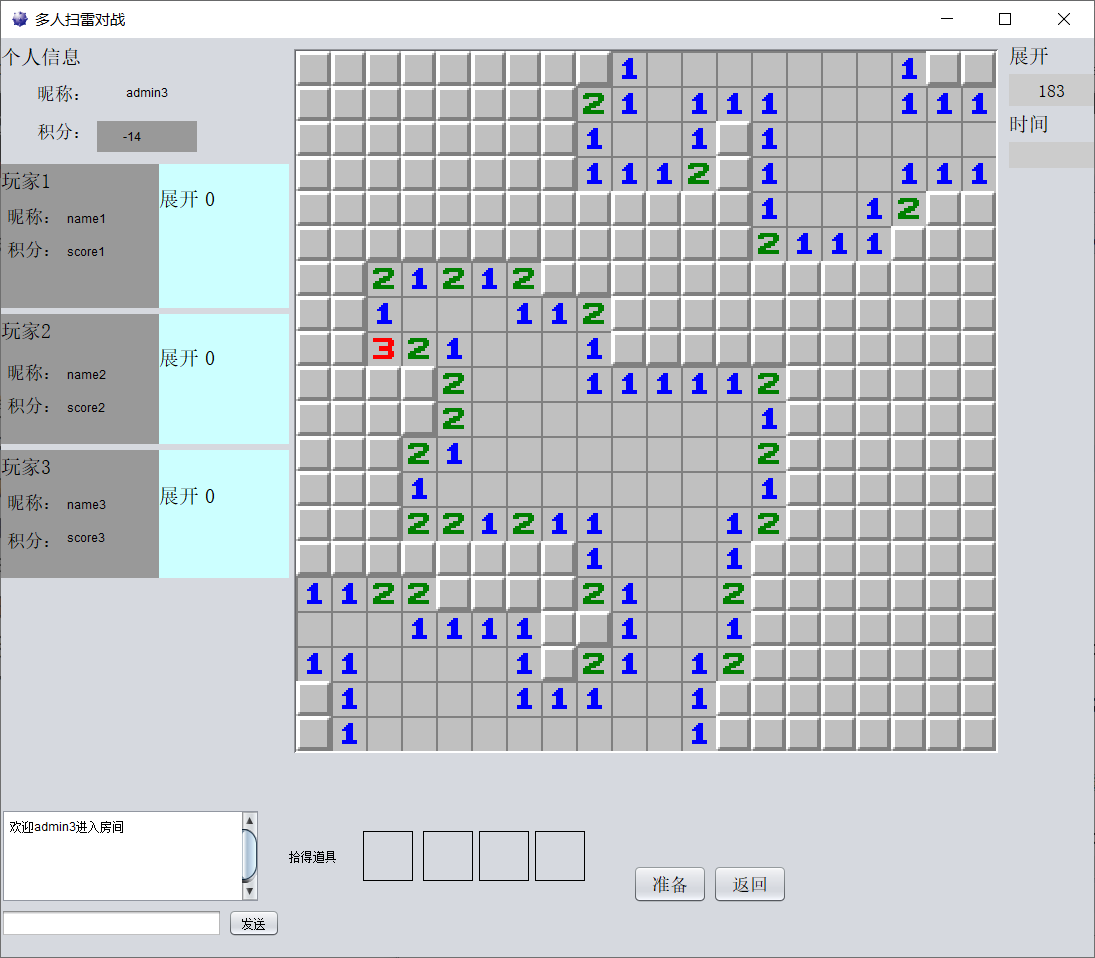 多人扫雷对战
个人信息
昵称： admin3
积分： -14
玩家1
昵称： name1
积分： score1
展开 0
玩家2
昵称： name2
积分： score2
展开 0
玩家3
昵称： name3
积分： score3
展开 0
1 1
2 1 1 1 1 1 1 1
1 1 1
1 1 1 2 1 1 1 1
1 1 2
2 1 1 1
2 1 2 1 2
1 1 1 2
3 2 1 1
2 1 1 1 1 1 2
2 1
2 1 2
1 1
2 2 1 2 1 1 1 2
1 1
1 1 2 2 2 1 2
1 1 1 1 1 1
1 1 1 2 1 1 2
1 1 1 1 1
1 1
展开
183
时间
欢迎admin3进入房间
发送
拾得道具
准备
返回